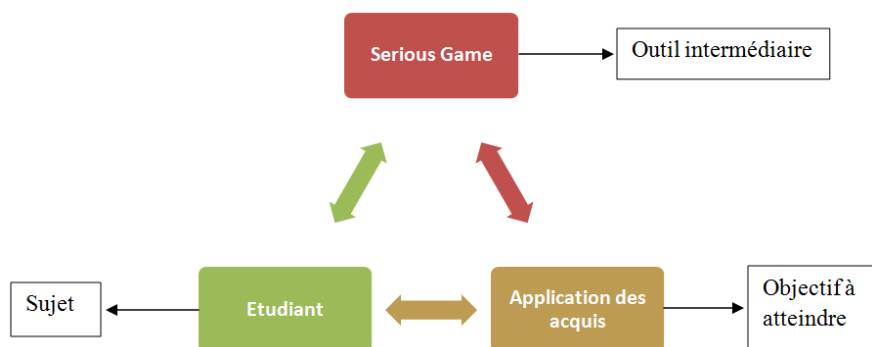 Serious Game
Outil intermédiaire
Sujet
Etudiant
Application des
acquis
Objectif à
atteindre